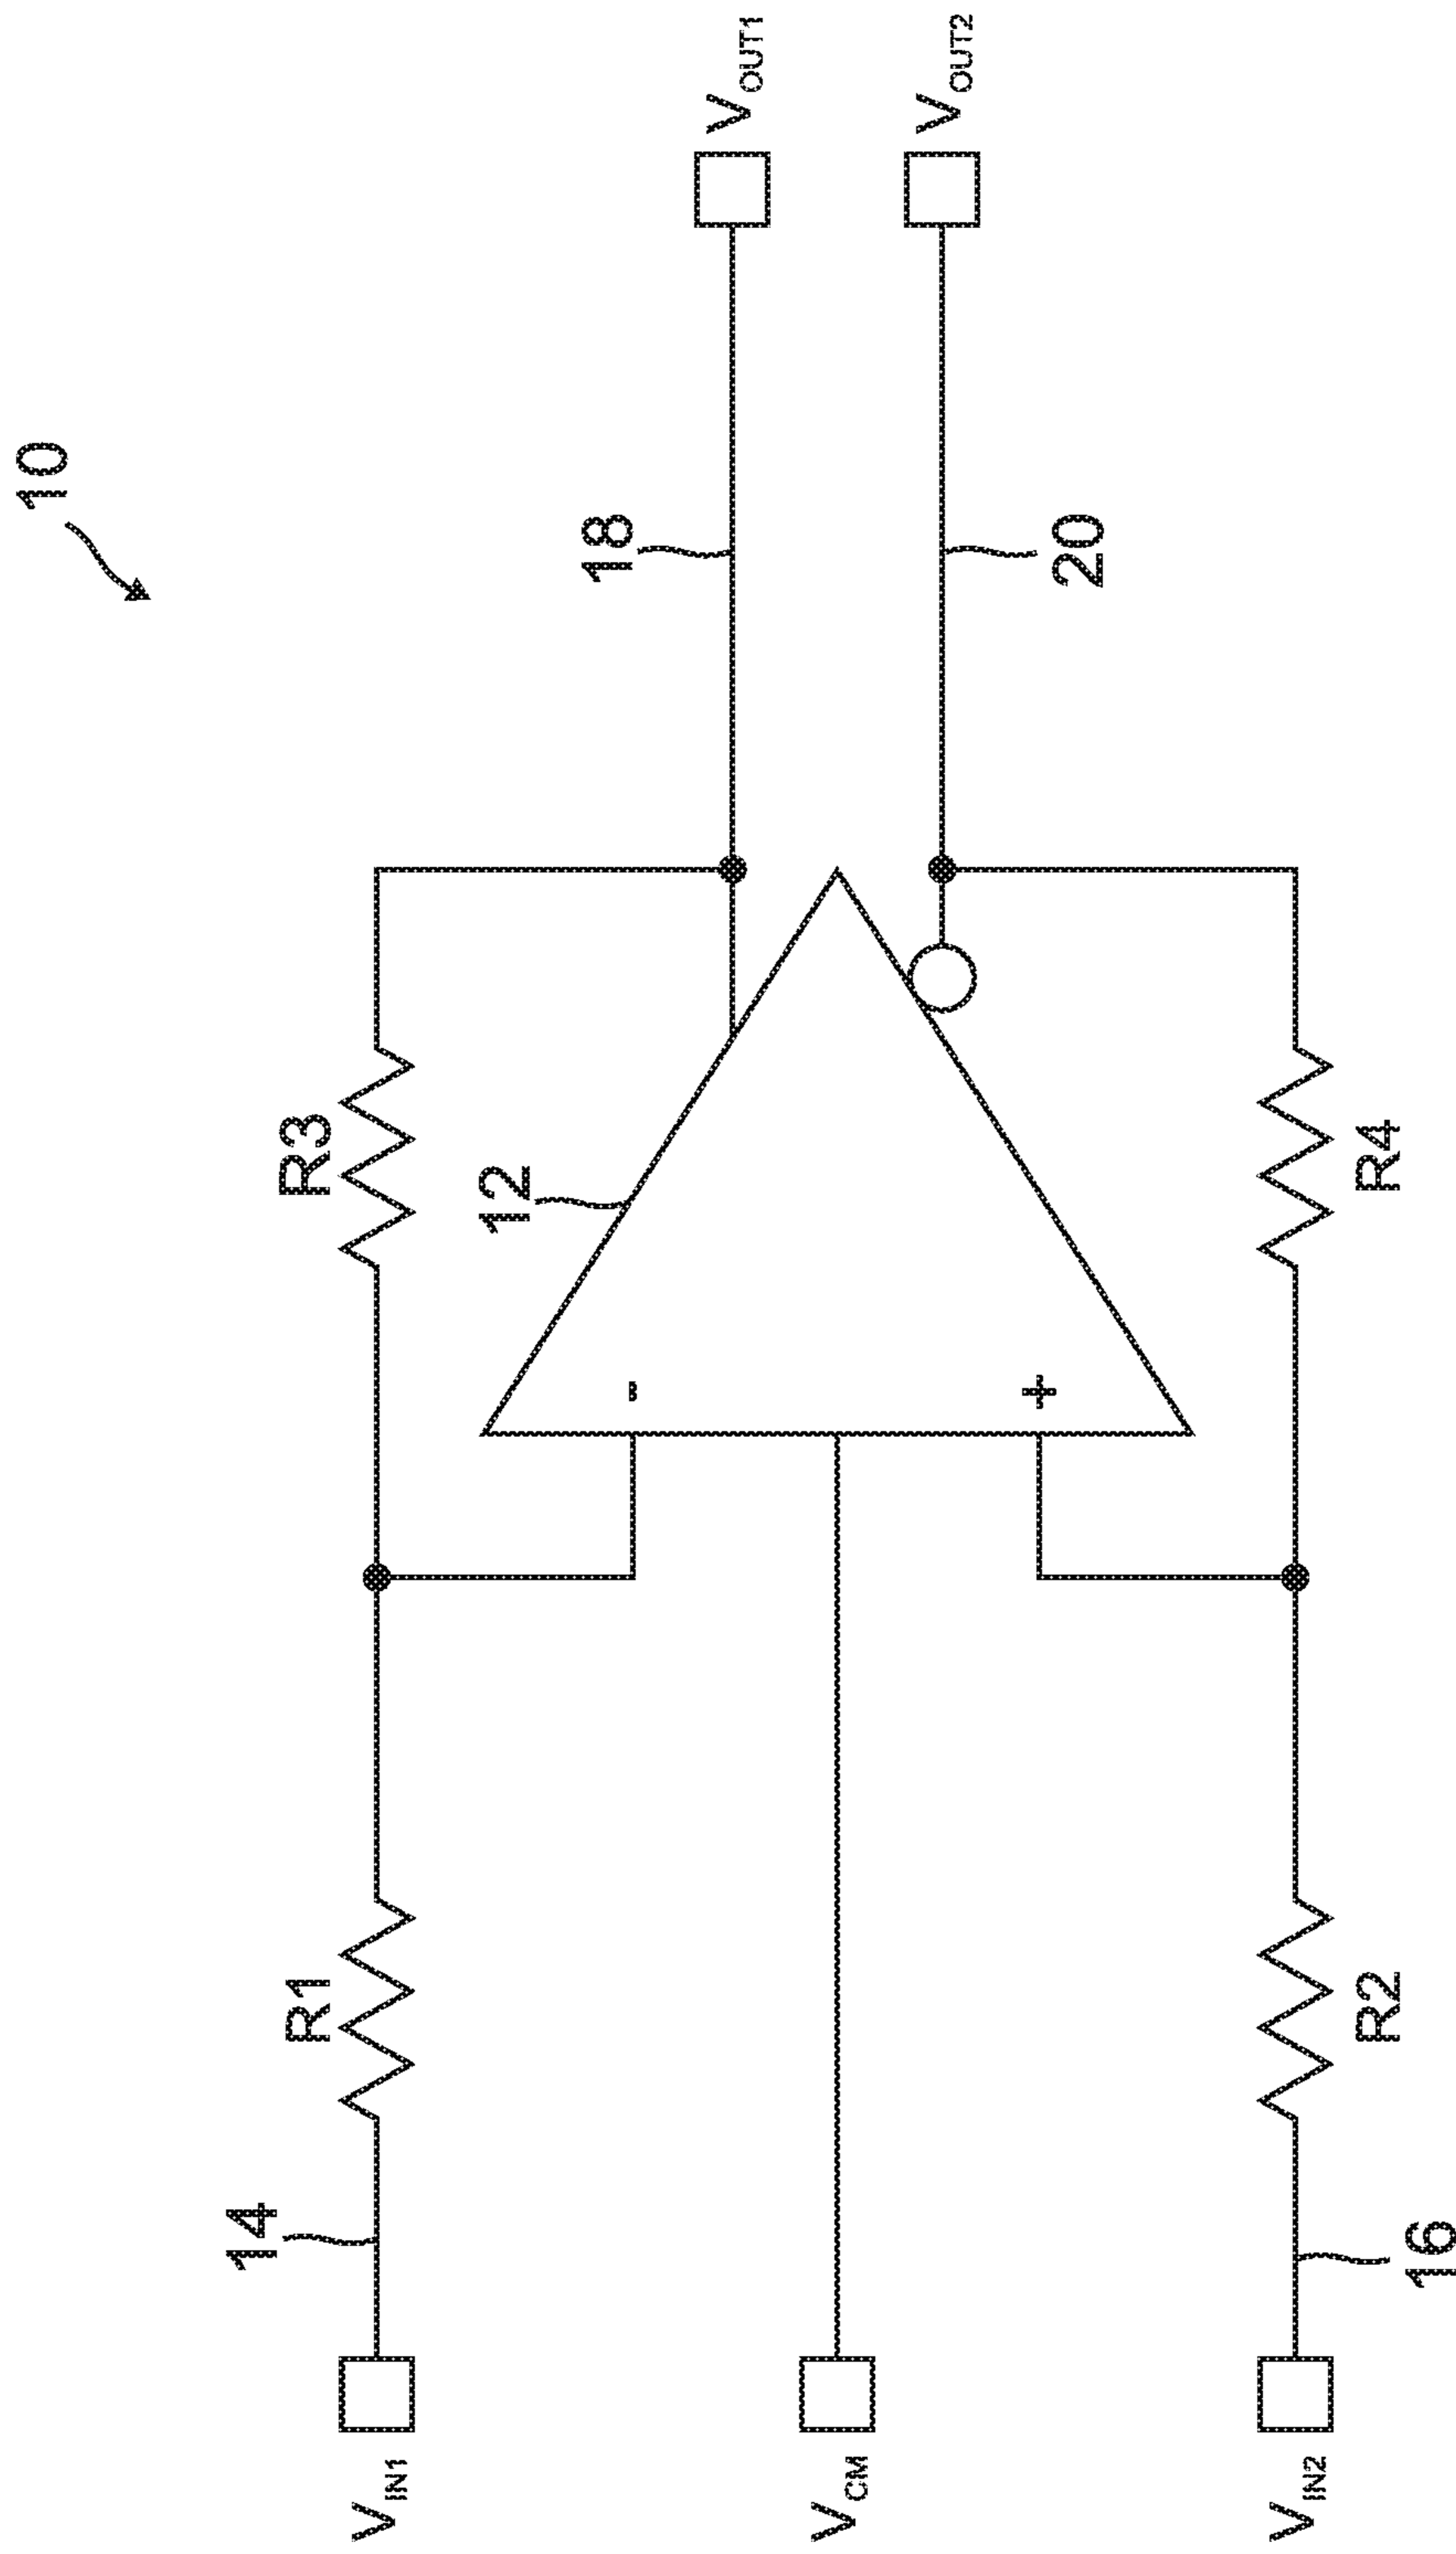 10
14
R1
R3
12
18
V_IN1
V_OUT1
-
V_CM
+
V_OUT2
20
V_IN2
16
R2
R4